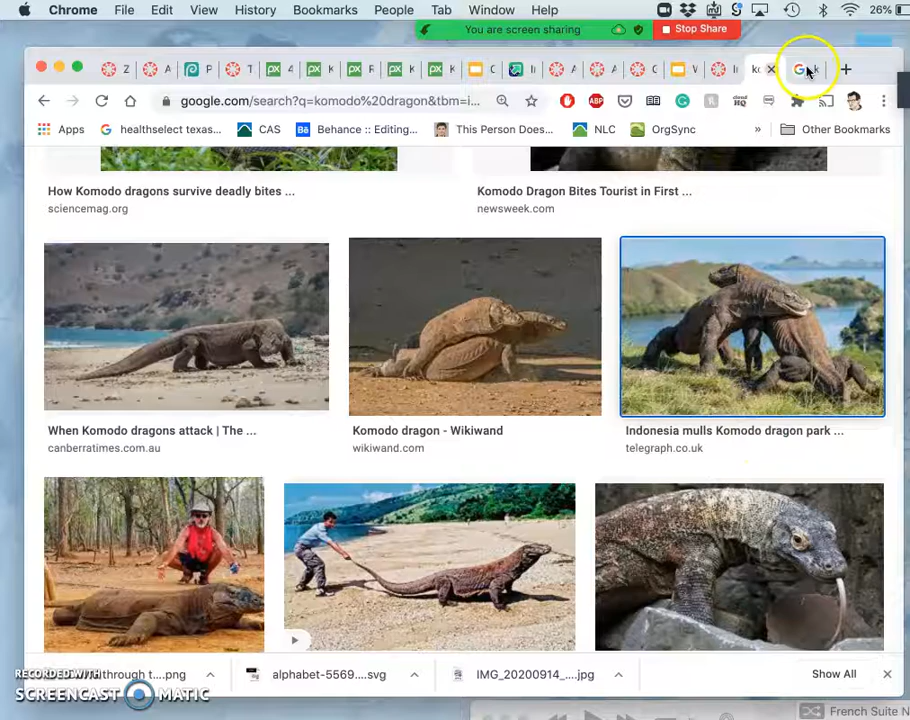 Chrome File Edit View History Bookmarks People Tab Window Help 26%
You are screen sharing Stop Share
google.com/search?q=komodo%20dragon&tbm=i...
Apps healthselect texas... CAS Behance :: Editing... This Person Does... NLC OrgSync » Other Bookmarks
How Komodo dragons survive deadly bites ...
sciencemag.org
Komodo Dragon Bites Tourist in First ...
newsweek.com
When Komodo dragons attack | The ...
canberratimes.com.au
Komodo dragon - Wikiwand
wikiwand.com
Indonesia mulls Komodo dragon park ...
telegraph.co.uk
alphabet-5569....svg
IMG_20200914_....jpg
Show All
RECORDED WITH
SCREENCAST MATIC
French Suite N